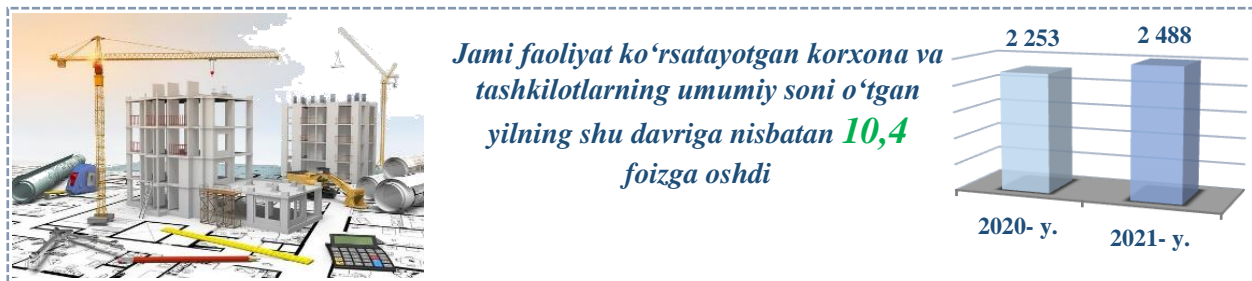 Jami faoliyat ko‘rsatayotgan korxona va
tashkilotlarning umumiy soni o‘tgan
yilning shu davriga nisbatan 10,4
foizga oshdi
2 253
2 488
2020- y.
2021- y.